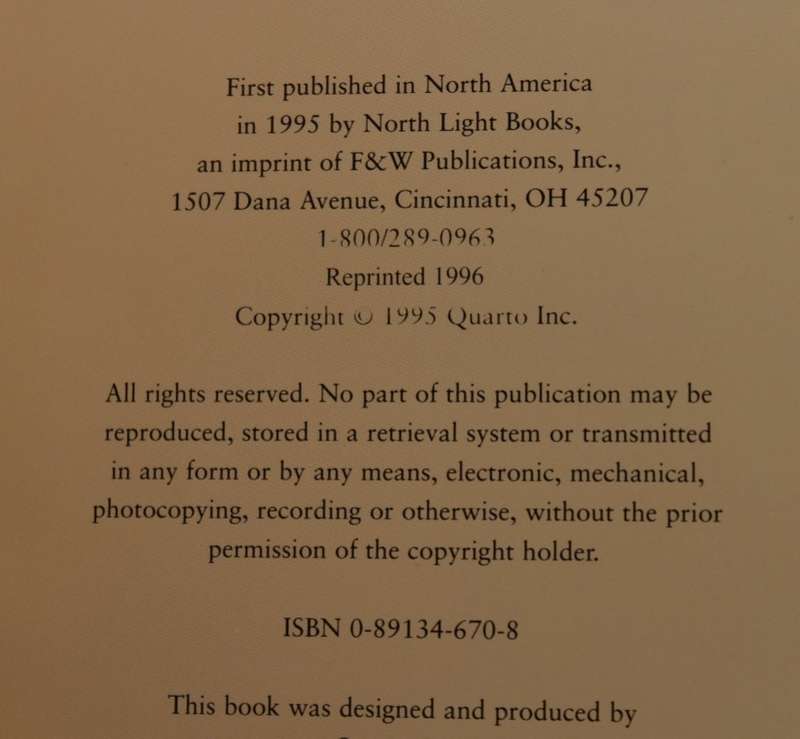 First published in North America
in 1995 by North Light Books,
an imprint of F&W Publications, Inc.,
1507 Dana Avenue, Cincinnati, OH 45207
1-800/289-0963
Reprinted 1996
Copyright © 1995 Quarto Inc.
All rights reserved. No part of this publication may be
reproduced, stored in a retrieval system or transmitted
in any form or by any means, electronic, mechanical,
photocopying, recording or otherwise, without the prior
permission of the copyright holder.
ISBN 0-89134-670-8
This book was designed and produced by